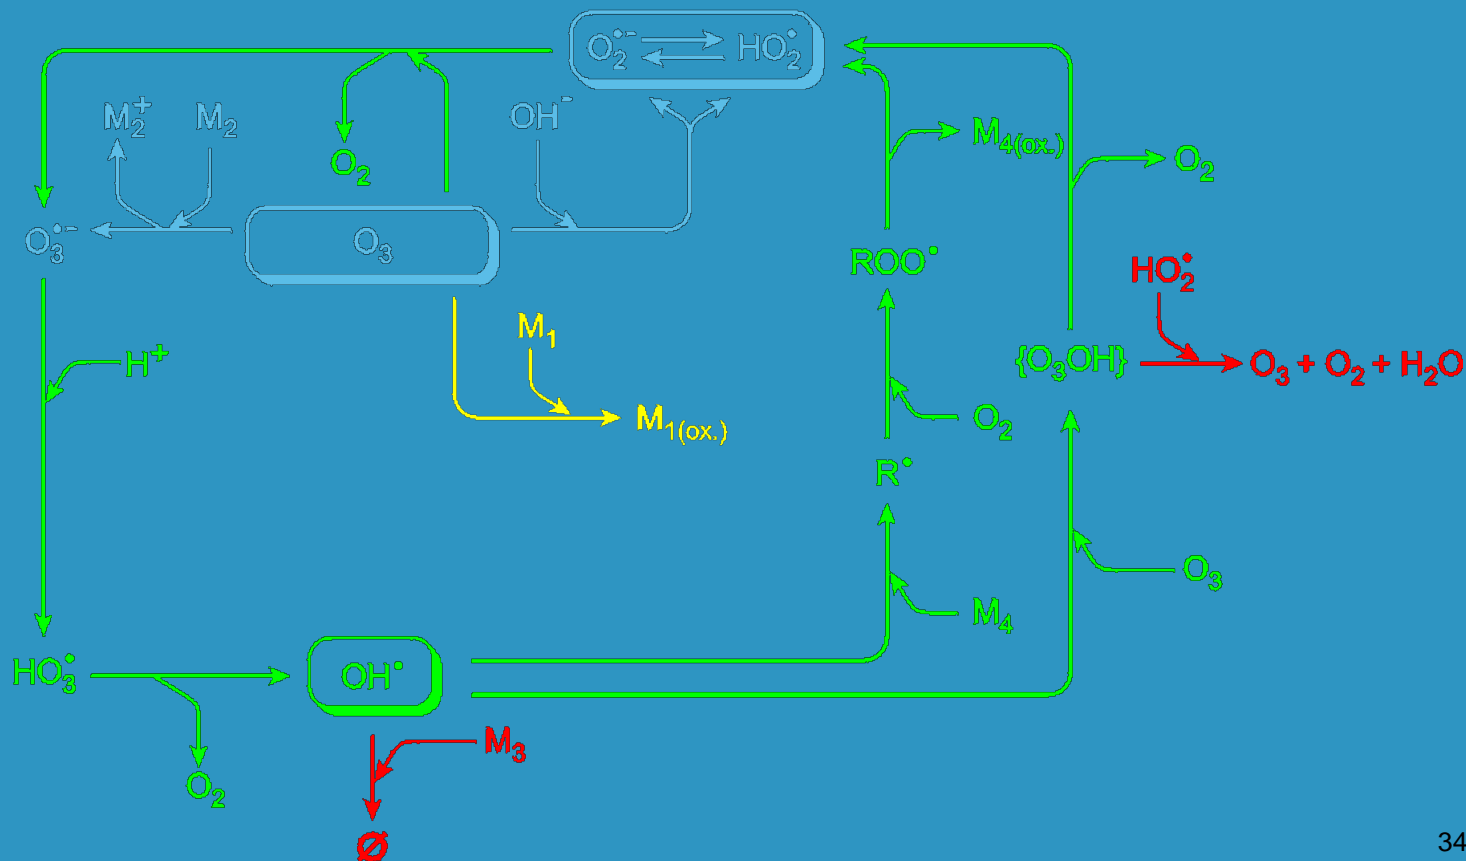 O₂•⁻ HO₂•
M₂⁺ M₂ OH⁻
M₄(ox.)
O₂ O₂
O₃•⁻ O₃
ROO•
HO₂•
M₁
H⁺
{O₃OH} O₃ + O₂ + H₂O
M₁(ox.) O₂
R•
O₃
M₄
HO₃• OH•
M₃
O₂
Ø
34